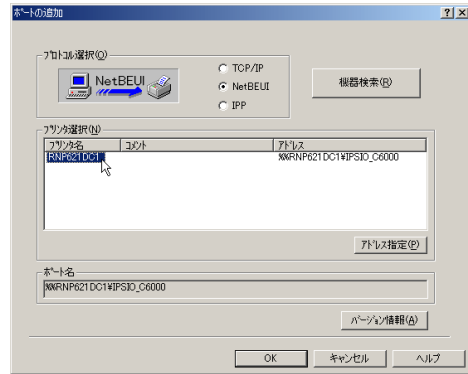 ﾎﾟｰﾄの追加
ﾌﾟﾛﾄｺﾙ選択(O)
NetBEUI
TCP/IP
NetBEUI
IPP
機器検索(R)
ﾌﾟﾘﾝﾀ選択(N)
ﾌﾟﾘﾝﾀ名 ｺﾒﾝﾄ ｱﾄﾞﾚｽ
RNP621DC1 %%RNP621DC1¥IPSIO_C6000
ｱﾄﾞﾚｽ指定(P)
ﾎﾟｰﾄ名
%%RNP621DC1¥IPSIO_C6000
ﾊﾞｰｼﾞｮﾝ情報(A)
OK ｷｬﾝｾﾙ ﾍﾙﾌﾟ